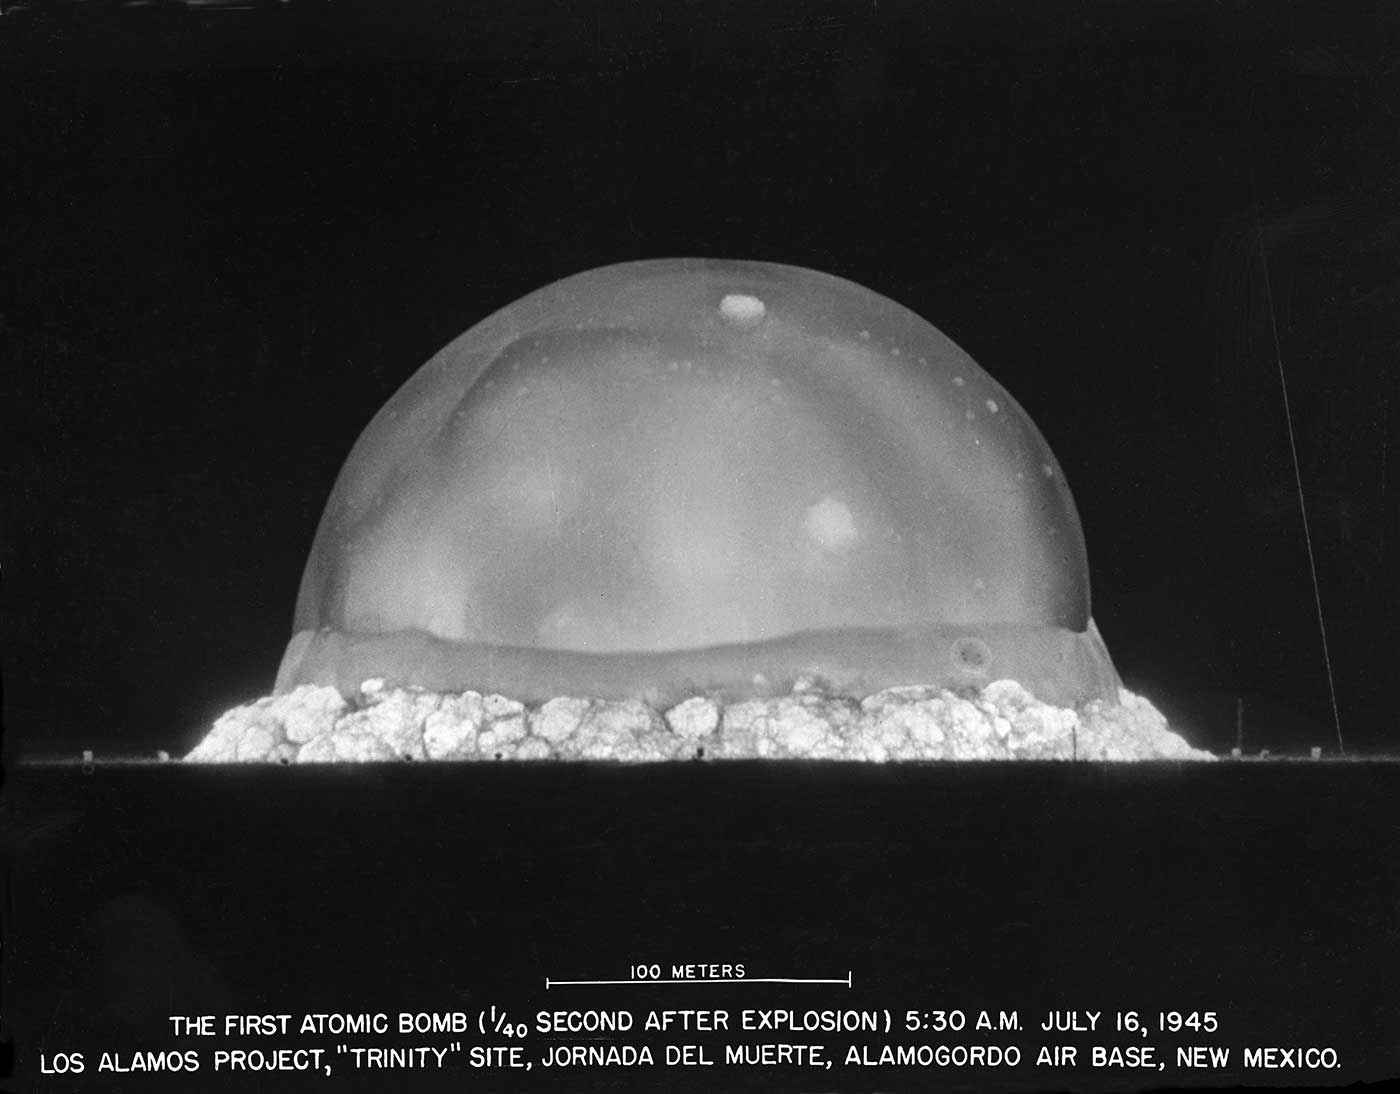 100 METERS
THE FIRST ATOMIC BOMB (1/40 SECOND AFTER EXPLOSION) 5:30 A.M. JULY 16, 1945
LOS ALAMOS PROJECT, "TRINITY" SITE, JORNADA DEL MUERTE, ALAMOGORDO AIR BASE, NEW MEXICO.